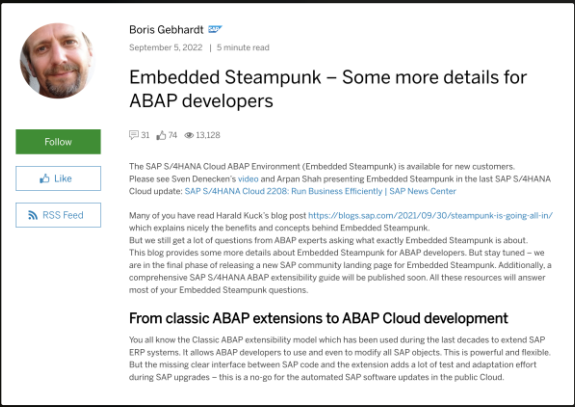 Boris Gebhardt SAP
September 5, 2022 | 5 minute read
Embedded Steampunk – Some more details for
ABAP developers
31 74 13,128
Follow
Like
RSS Feed
The SAP S/4HANA Cloud ABAP Environment (Embedded Steampunk) is available for new customers.
Please see Sven Denecken's video and Arpan Shah presenting Embedded Steampunk in the last SAP S/4HANA
Cloud update: SAP S/4HANA Cloud 2208: Run Business Efficiently | SAP News Center
Many of you have read Harald Kuck's blog post https://blogs.sap.com/2021/09/30/steampunk-is-going-all-in/
which explains nicely the benefits and concepts behind Embedded Steampunk.
But we still get a lot of questions from ABAP experts asking what exactly Embedded Steampunk is about.
This blog provides some more details about Embedded Steampunk for ABAP developers. But stay tuned – we
are in the final phase of releasing a new SAP community landing page for Embedded Steampunk. Additionally, a
comprehensive SAP S/4HANA ABAP extensibility guide will be published soon. All these resources will answer
most of your Embedded Steampunk questions.
From classic ABAP extensions to ABAP Cloud development
You all know the Classic ABAP extensibility model which has been used during the last decades to extend SAP
ERP systems. It allows ABAP developers to use and even to modify all SAP objects. This is powerful and flexible.
But the missing clear interface between SAP code and the extension adds a lot of test and adaptation effort
during SAP upgrades – this is a no-go for the automated SAP software updates in the public Cloud.